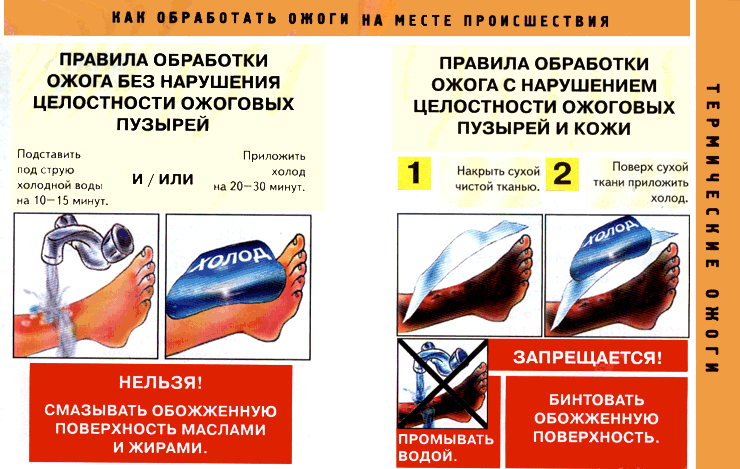 КАК ОБРАБОТАТЬ ОЖОГИ НА МЕСТЕ ПРОИСШЕСТВИЯ
ПРАВИЛА ОБРАБОТКИ
ОЖОГА БЕЗ НАРУШЕНИЯ
ЦЕЛОСТНОСТИ ОЖОГОВЫХ
ПУЗЫРЕЙ
Подставить
под струю
холодной воды
на 10–15 минут.
И / ИЛИ
Приложить
холод
на 20–30 минут.
ХОЛОД
НЕЛЬЗЯ!
СМАЗЫВАТЬ ОБОЖЖЕННУЮ
ПОВЕРХНОСТЬ МАСЛАМИ
И ЖИРАМИ.
ПРАВИЛА ОБРАБОТКИ
ОЖОГА С НАРУШЕНИЕМ
ЦЕЛОСТНОСТИ ОЖОГОВЫХ
ПУЗЫРЕЙ И КОЖИ
1
Накрыть сухой
чистой тканью.
2
Поверх сухой
ткани приложить
холод.
ХОЛОД
ЗАПРЕЩАЕТСЯ!
ПРОМЫВАТЬ
ВОДОЙ.
БИНТОВАТЬ
ОБОЖЖЕННУЮ
ПОВЕРХНОСТЬ.
ТЕРМИЧЕСКИЕ ОЖОГИ